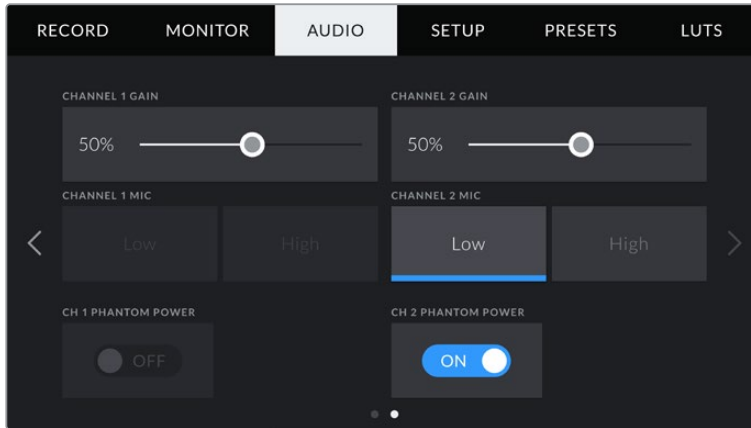 RECORD MONITOR AUDIO SETUP PRESETS LUTS
CHANNEL 1 GAIN CHANNEL 2 GAIN
50% 50%
CHANNEL 1 MIC CHANNEL 2 MIC
Low High Low High
CH 1 PHANTOM POWER CH 2 PHANTOM POWER
OFF ON